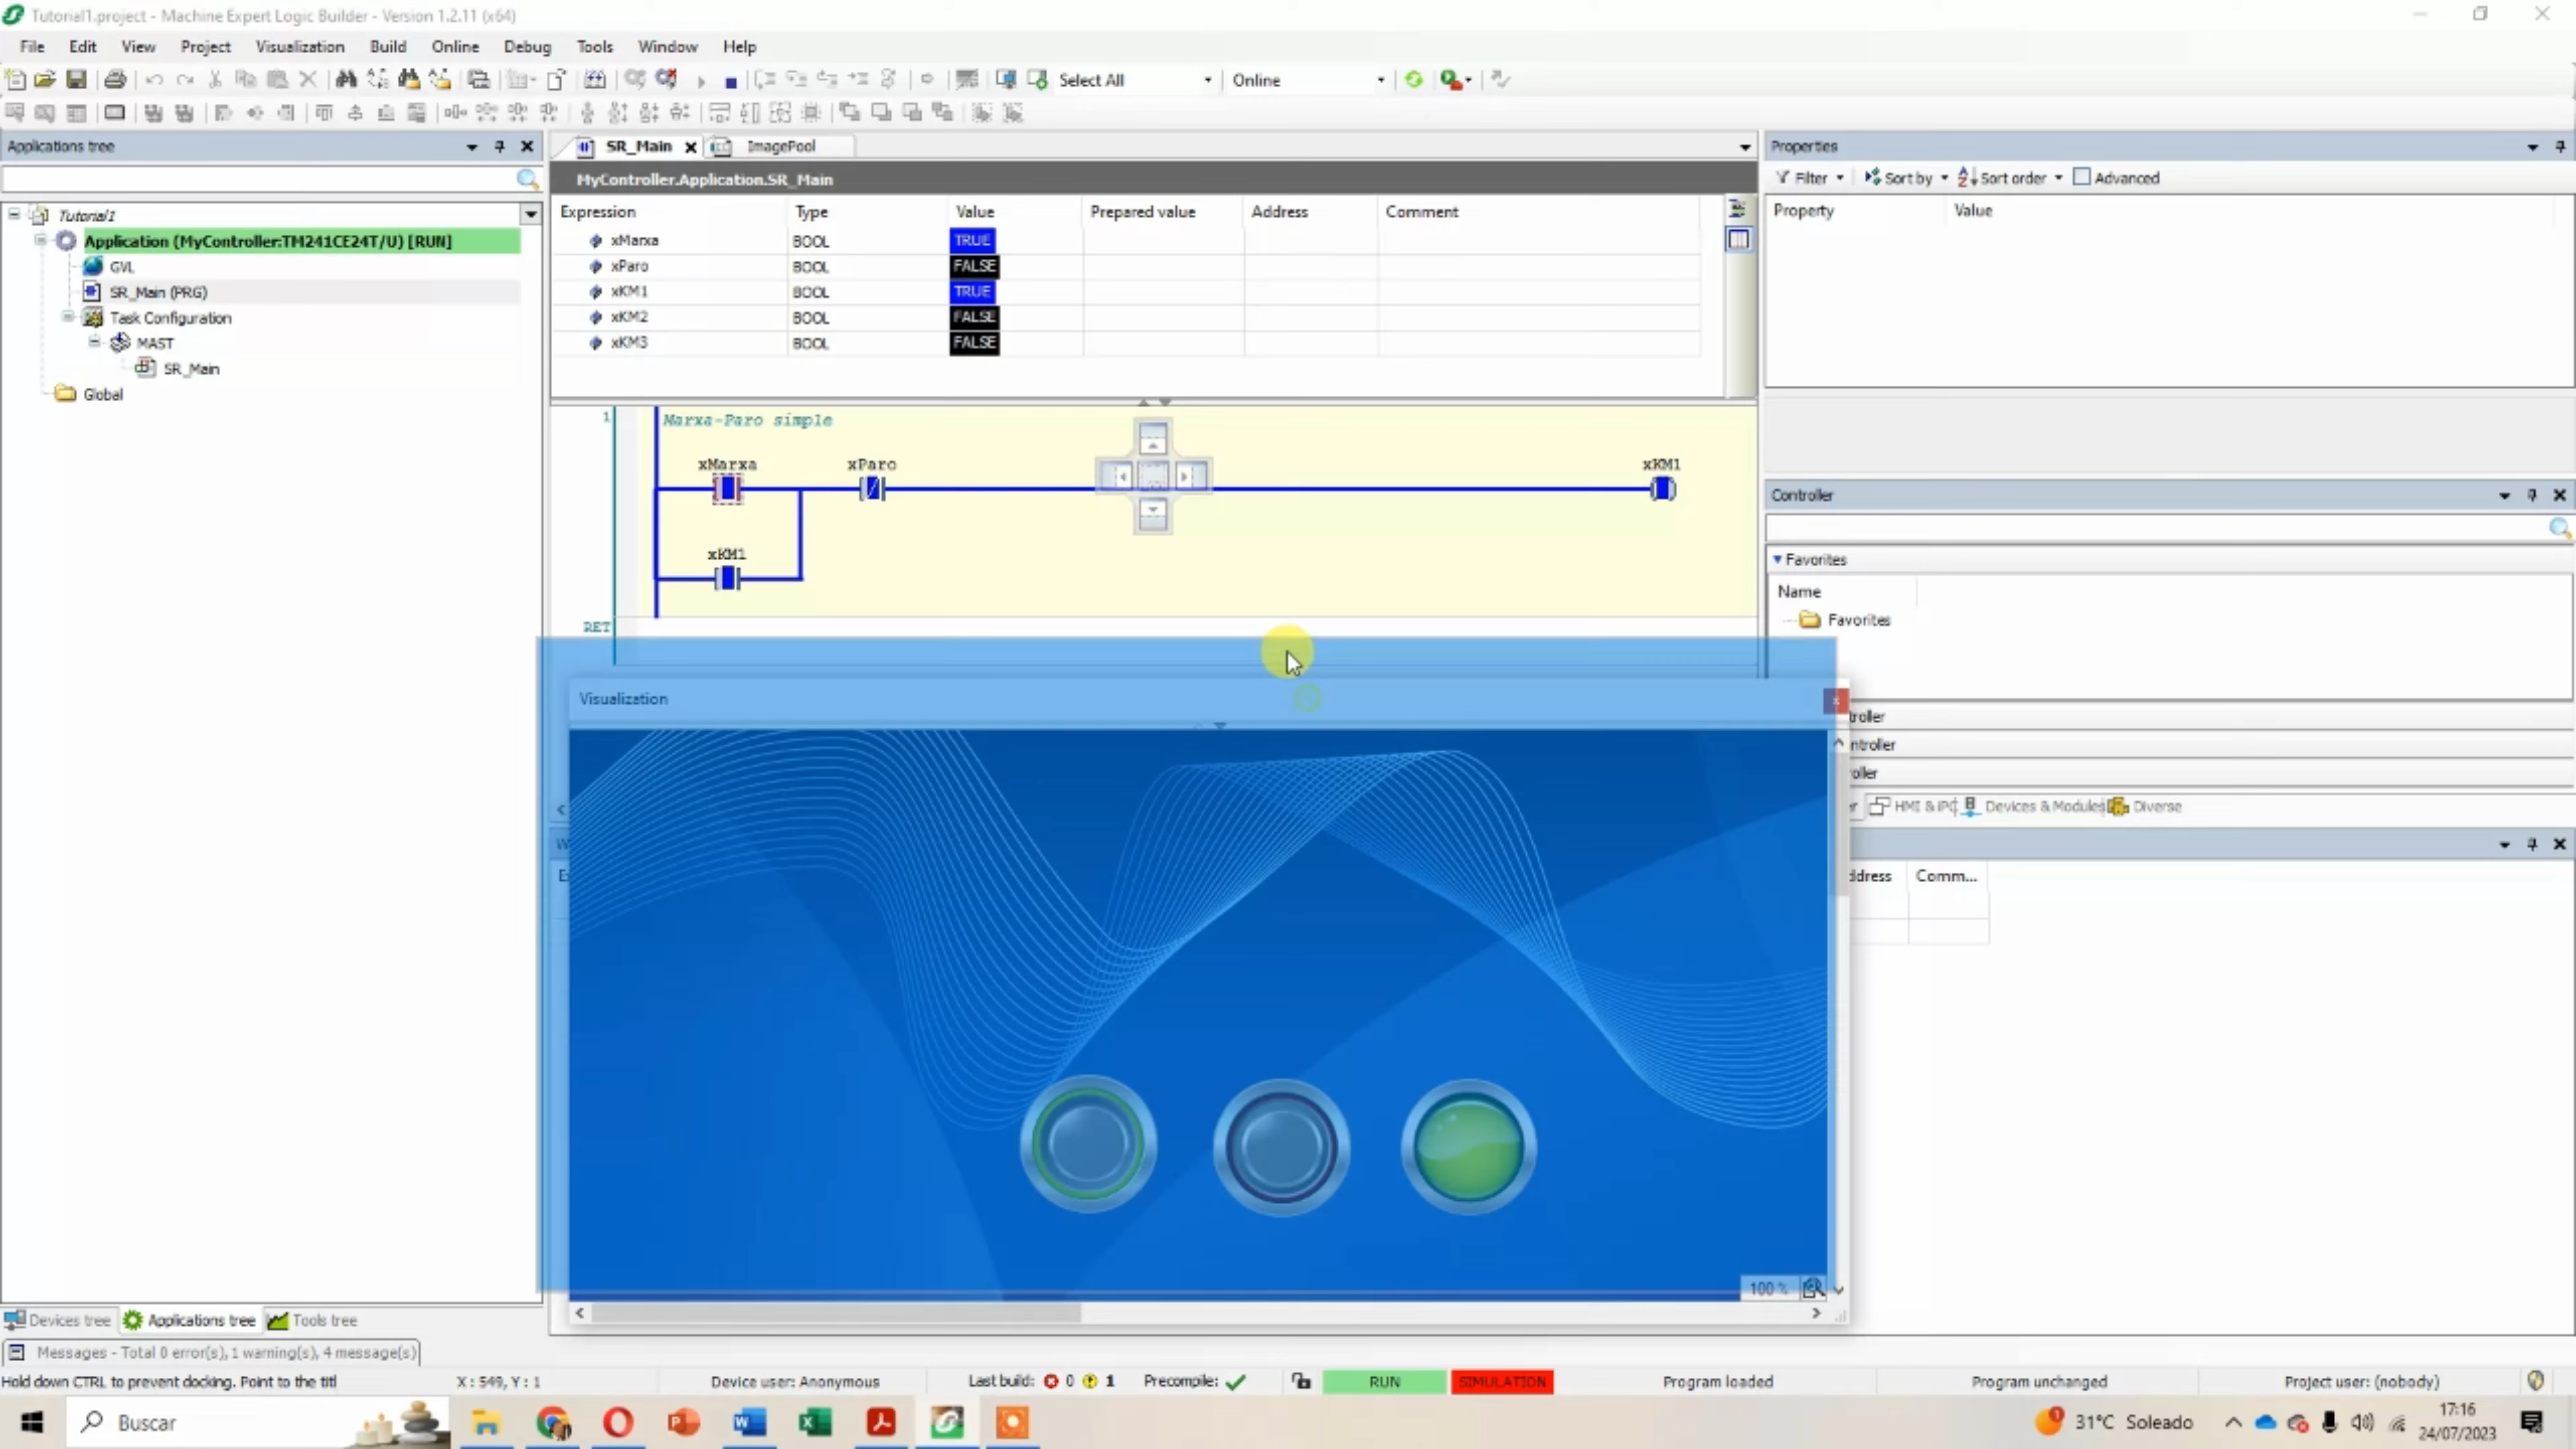 Tutorial1.project - Machine Expert Logic Builder - Version 1.2.11 (x64)
File Edit View Project Visualization Build Online Debug Tools Window Help
Select All Online
Applications tree
SR_Main ImagePool
Properties
MyController.Application.SR_Main
Filter Sort by Sort order Advanced
Expression Type Value Prepared value Address Comment
Property Value
Tutorial1
xMarxa BOOL TRUE
Application (MyController:TM241CE24T/U) [RUN]
xParo BOOL FALSE
GVL
xKM1 BOOL TRUE
SR_Main (PRG)
xKM2 BOOL FALSE
Task Configuration
xKM3 BOOL FALSE
MAST
SR_Main
Global
1 Marxa-Paro simple
xMarxa xParo xKM1
Controller
xKM1
Favorites
Name
RET
Favorites
Visualization
troller
ntroller
oller
HMI & iPC Devices & Modules Diverse
ddress Comm...
100 %
Devices tree Applications tree Tools tree
Messages - Total 0 error(s), 1 warning(s), 4 message(s)
Hold down CTRL to prevent docking. Point to the titl X : 549, Y : 1 Device user: Anonymous Last build: 0 1 Precompile: RUN SIMULATION Program loaded Program unchanged Project user: (nobody)
Buscar
31°C Soleado
17:16
24/07/2023